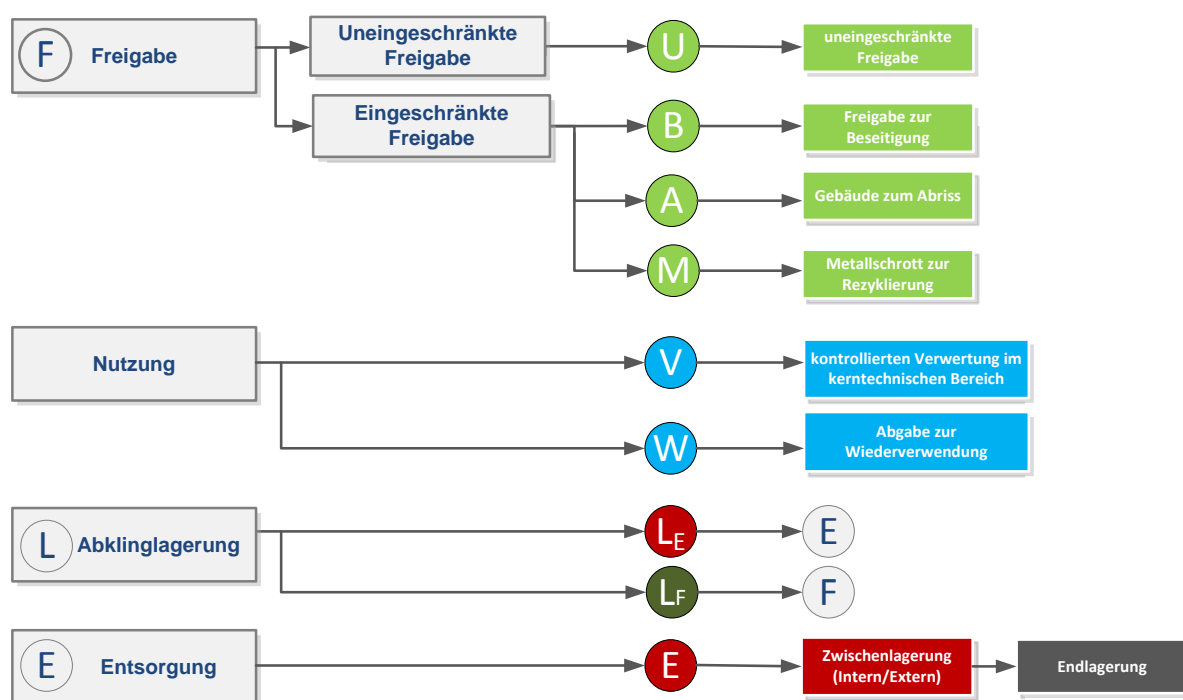 F
Freigabe
Uneingeschränkte
Freigabe
U
uneingeschränkte
Freigabe
Eingeschränkte
Freigabe
B
Freigabe zur
Beseitigung
A
Gebäude zum Abriss
M
Metallschrott zur
Rezyklierung
Nutzung
V
kontrollierten Verwertung im
kerntechnischen Bereich
W
Abgabe zur
Wiederverwendung
L
Abklinglagerung
LE
E
LF
F
E
Entsorgung
E
Zwischenlagerung
(Intern/Extern)
Endlagerung